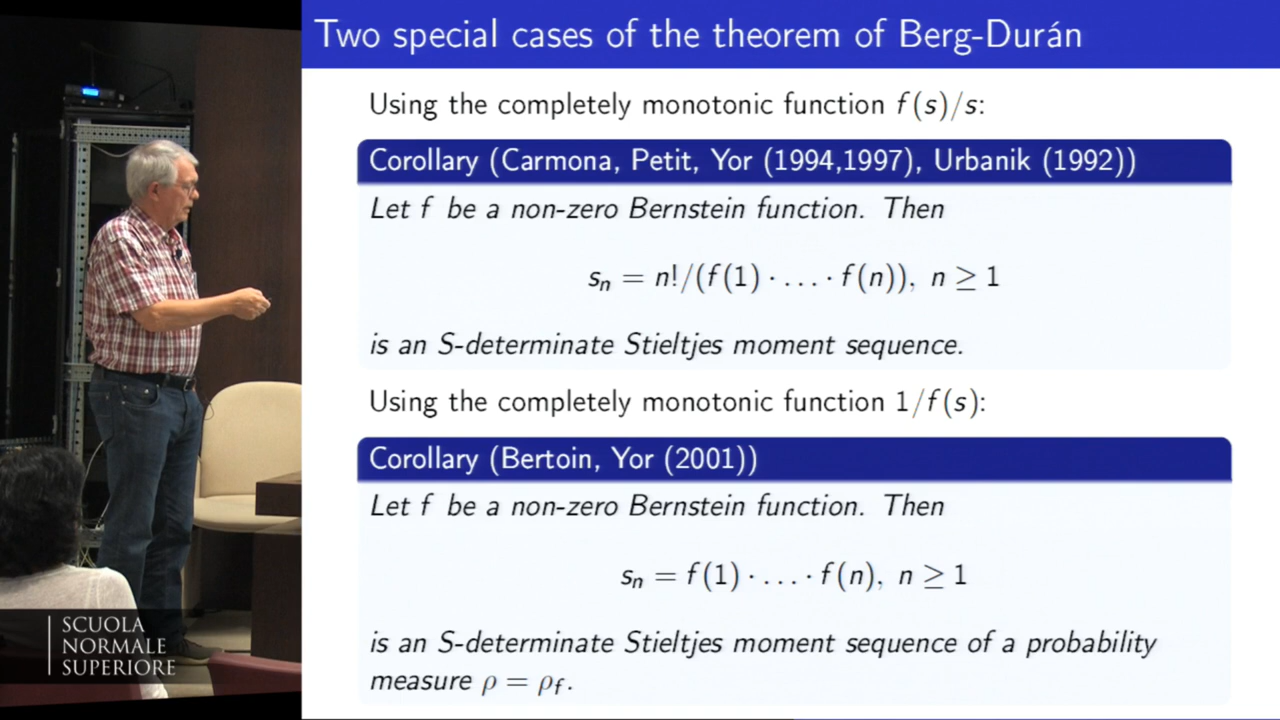 Two special cases of the theorem of Berg-Durán
Using the completely monotonic function f(s)/s:
Corollary (Carmona, Petit, Yor (1994,1997), Urbanik (1992))
Let f be a non-zero Bernstein function. Then
sₙ = n!/(f(1) · … · f(n)), n ≥ 1
is an S-determinate Stieltjes moment sequence.
Using the completely monotonic function 1/f(s):
Corollary (Bertoin, Yor (2001))
Let f be a non-zero Bernstein function. Then
sₙ = f(1) · … · f(n), n ≥ 1
is an S-determinate Stieltjes moment sequence of a probability
measure ρ = ρ_f.
SCUOLA
NORMALE
SUPERIORE